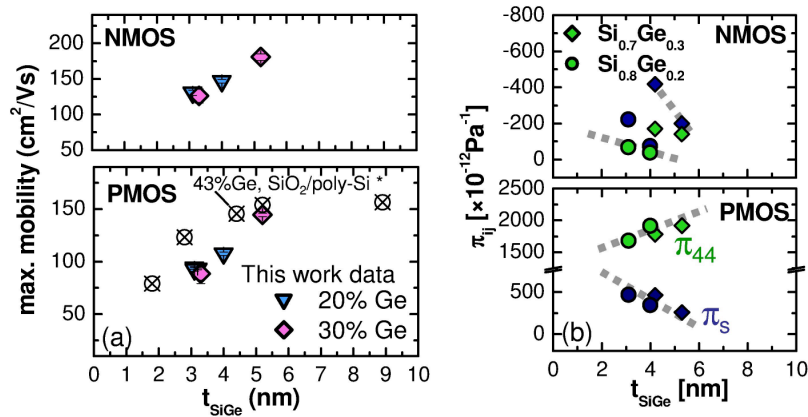 NMOS
200
150
100
50
max. mobility (cm²/Vs)
PMOS
43%Ge, SiO₂/poly-Si *
150
100
50
This work data
20% Ge
30% Ge
(a)
0 1 2 3 4 5 6 7 8 9 10
t_SiGe (nm)
-800
-600
-400
-200
0
Si₀.₇Ge₀.₃
Si₀.₈Ge₀.₂
NMOS
π_ij [×10⁻¹²Pa⁻¹]
2500
2000
1500
500
0
PMOS
π₄₄
π_s
(b)
0 2 4 6 8 10
t_SiGe [nm]